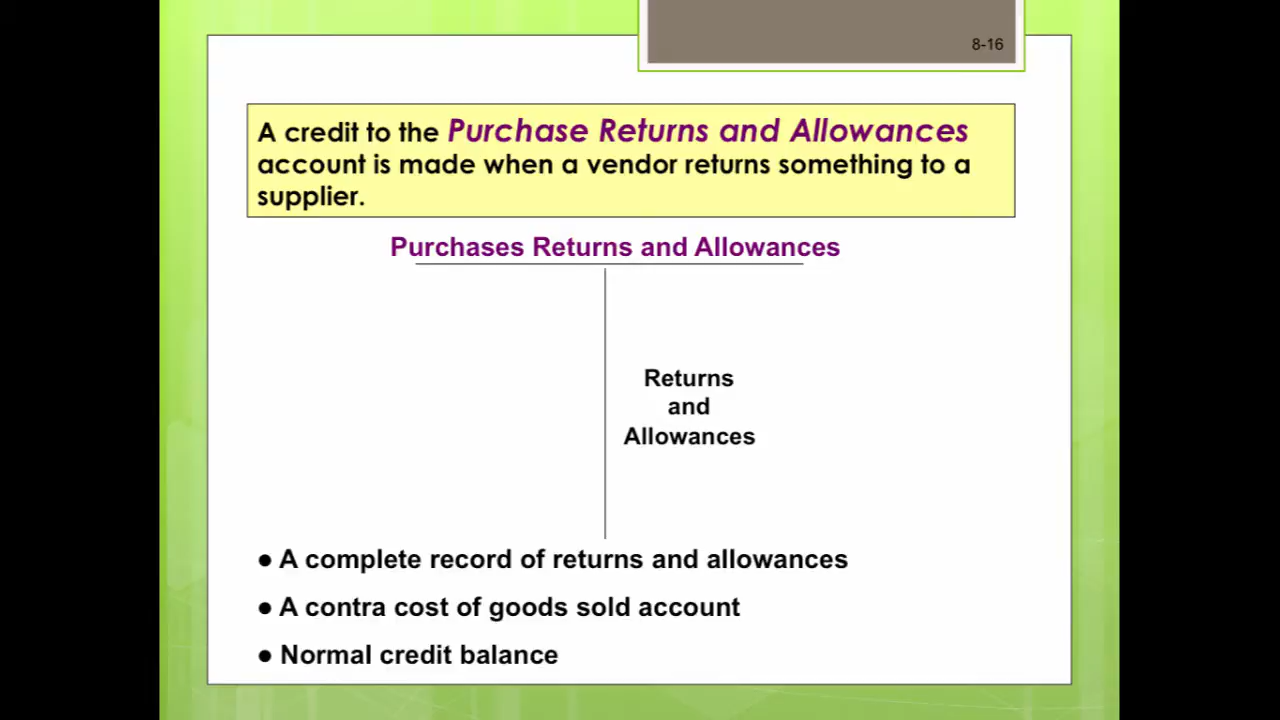 8-16
A credit to the Purchase Returns and Allowances
account is made when a vendor returns something to a
supplier.
Purchases Returns and Allowances
Returns
and
Allowances
● A complete record of returns and allowances
● A contra cost of goods sold account
● Normal credit balance